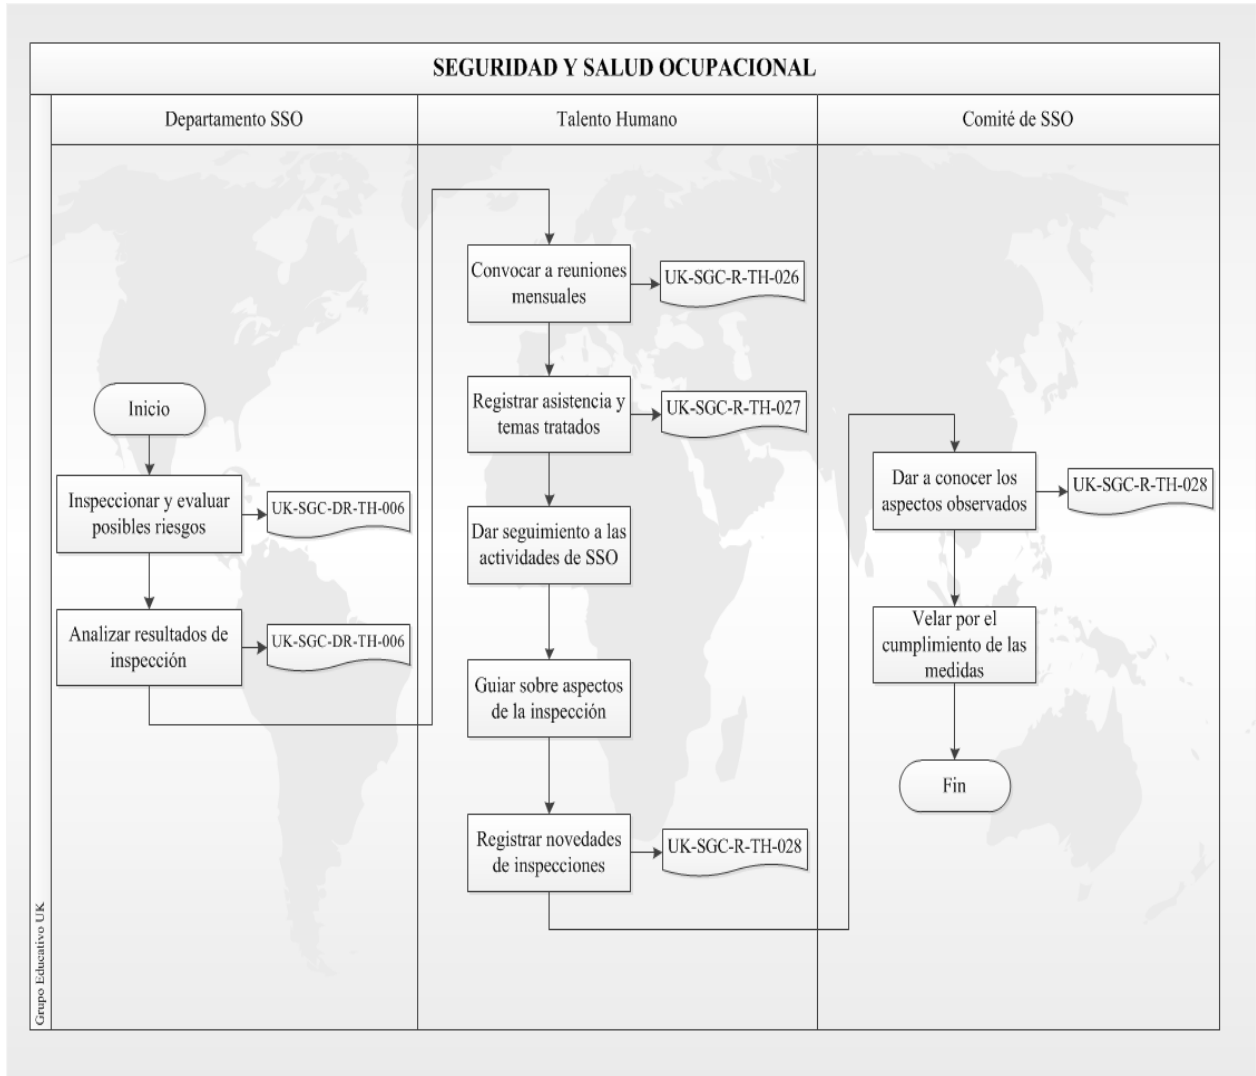 SEGURIDAD Y SALUD OCUPACIONAL
Departamento SSO
Talento Humano
Comité de SSO
Inicio
Inspeccionar y evaluar
posibles riesgos
UK-SGC-DR-TH-006
Analizar resultados de
inspección
UK-SGC-DR-TH-006
Convocar a reuniones
mensuales
UK-SGC-R-TH-026
Registrar asistencia y
temas tratados
UK-SGC-R-TH-027
Dar seguimiento a las
actividades de SSO
Guiar sobre aspectos
de la inspección
Registrar novedades
de inspecciones
UK-SGC-R-TH-028
Dar a conocer los
aspectos observados
UK-SGC-R-TH-028
Velar por el
cumplimiento de las
medidas
Fin
Grupo Educativo UK